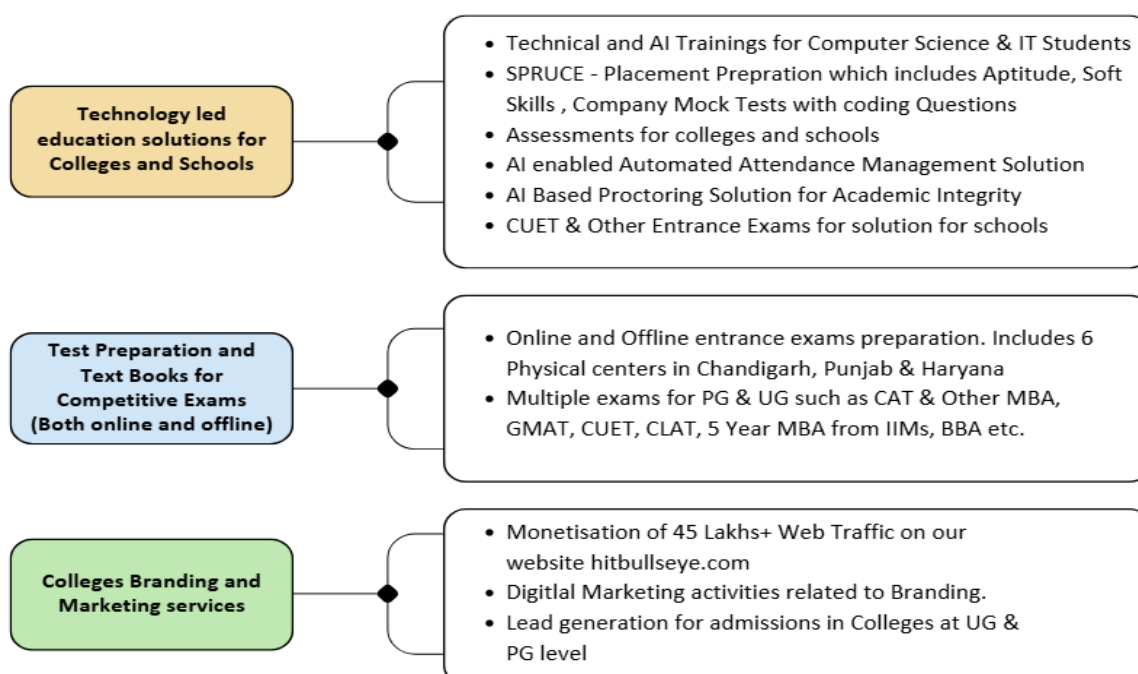 Technology led
education solutions for
Colleges and Schools
• Technical and AI Trainings for Computer Science & IT Students
• SPRUCE - Placement Prepration which includes Aptitude, Soft
Skills , Company Mock Tests with coding Questions
• Assessments for colleges and schools
• AI enabled Automated Attendance Management Solution
• AI Based Proctoring Solution for Academic Integrity
• CUET & Other Entrance Exams for solution for schools
Test Preparation and
Text Books for
Competitive Exams
(Both online and offline)
• Online and Offline entrance exams preparation. Includes 6
Physical centers in Chandigarh, Punjab & Haryana
• Multiple exams for PG & UG such as CAT & Other MBA,
GMAT, CUET, CLAT, 5 Year MBA from IIMs, BBA etc.
Colleges Branding and
Marketing services
• Monetisation of 45 Lakhs+ Web Traffic on our
website hitbullseye.com
• Digitlal Marketing activities related to Branding.
• Lead generation for admissions in Colleges at UG &
PG level